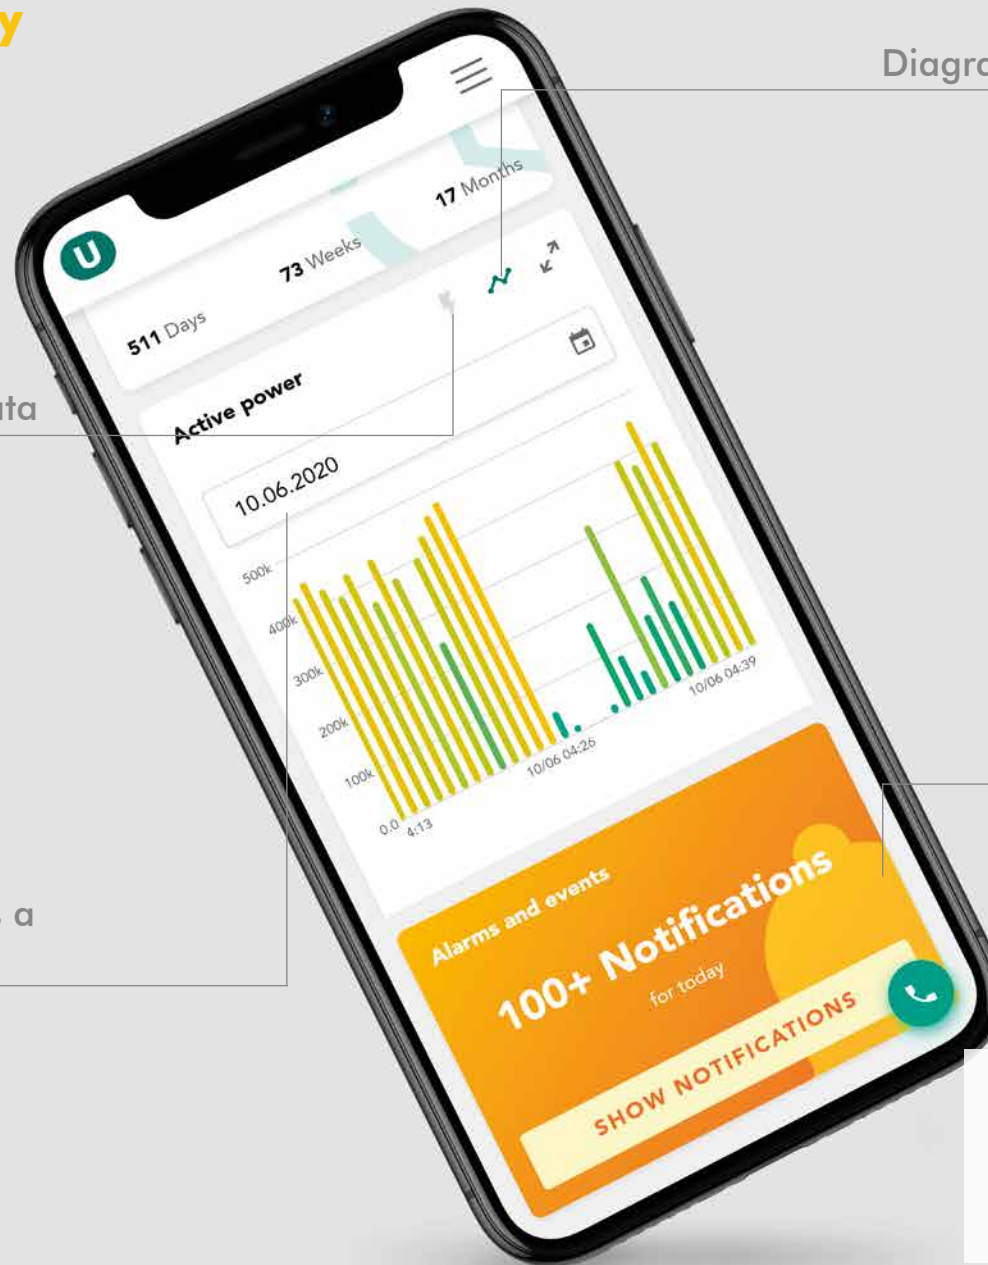 y
Diagra
U
511 Days
73 Weeks
17 Months
Active power
ata
10.06.2020
500k
400k
300k
200k
100k
0.0
4:13
10/06 04:26
10/06 04:39
s a
Alarms and events
100+ Notifications
for today
SHOW NOTIFICATIONS